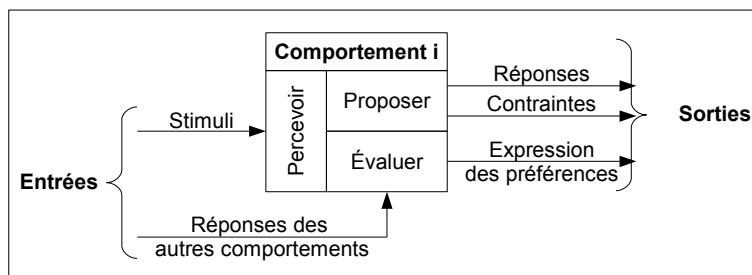 Comportement i
Réponses
Percevoir
Proposer
Contraintes
Stimuli
Sorties
Évaluer
Expression
des préférences
Entrées
Réponses des
autres comportements